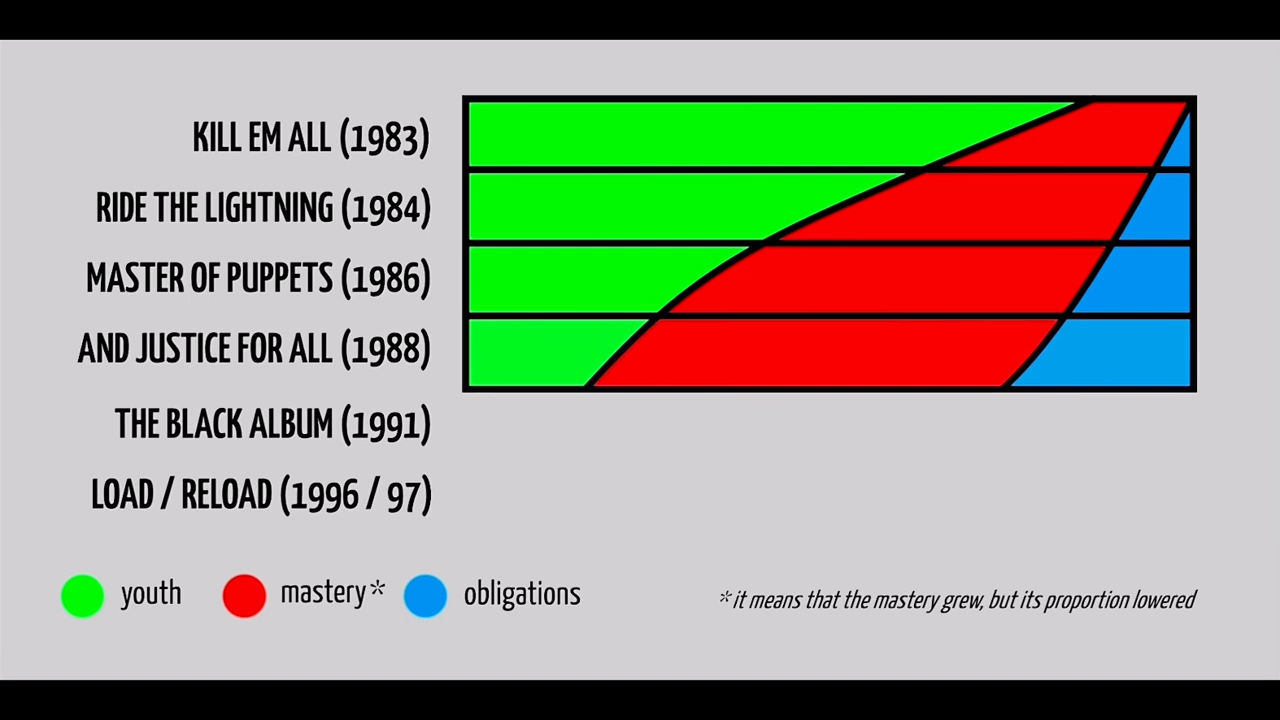 KILL EM ALL (1983)
RIDE THE LIGHTNING (1984)
MASTER OF PUPPETS (1986)
AND JUSTICE FOR ALL (1988)
THE BLACK ALBUM (1991)
LOAD / RELOAD (1996 / 97)
youth mastery* obligations
* it means that the mastery grew, but its proportion lowered